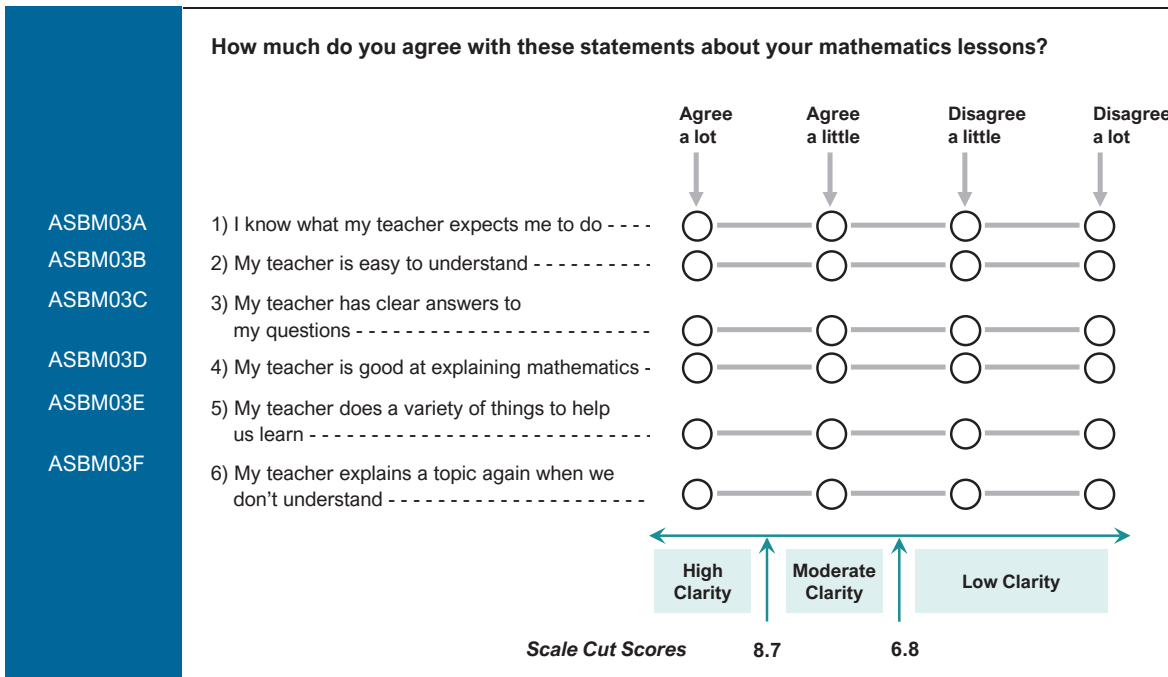 How much do you agree with these statements about your mathematics lessons?
Agree a lot
Agree a little
Disagree a little
Disagree a lot
ASBM03A 1) I know what my teacher expects me to do - - - -
ASBM03B 2) My teacher is easy to understand - - - - - - - - - -
ASBM03C 3) My teacher has clear answers to
my questions - - - - - - - - - - - - - - - - - - - - - - - -
ASBM03D 4) My teacher is good at explaining mathematics -
ASBM03E 5) My teacher does a variety of things to help
us learn - - - - - - - - - - - - - - - - - - - - - - - - - - - -
ASBM03F 6) My teacher explains a topic again when we
don’t understand - - - - - - - - - - - - - - - - - - - - -
High Clarity
Moderate Clarity
Low Clarity
Scale Cut Scores 8.7 6.8